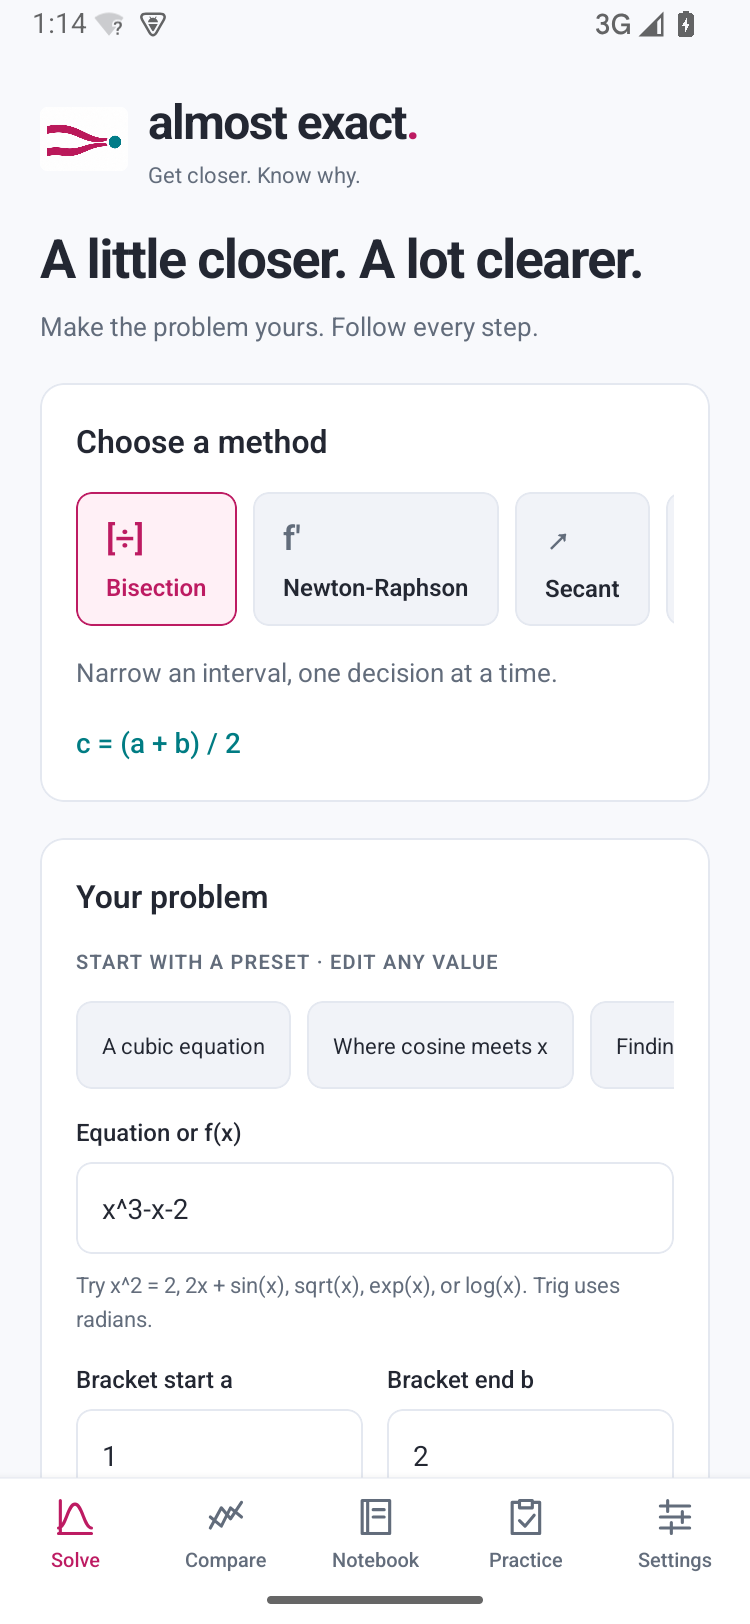 1:14
3G
almost exact.
Get closer. Know why.
A little closer. A lot clearer.
Make the problem yours. Follow every step.
Choose a method
[÷]
Bisection
f'
Newton-Raphson
↗
Secant
Narrow an interval, one decision at a time.
c = (a + b) / 2
Your problem
START WITH A PRESET · EDIT ANY VALUE
A cubic equation
Where cosine meets x
Findin
Equation or f(x)
x^3-x-2
Try x^2 = 2, 2x + sin(x), sqrt(x), exp(x), or log(x). Trig uses
radians.
Bracket start a
Bracket end b
1
2
Solve
Compare
Notebook
Practice
Settings